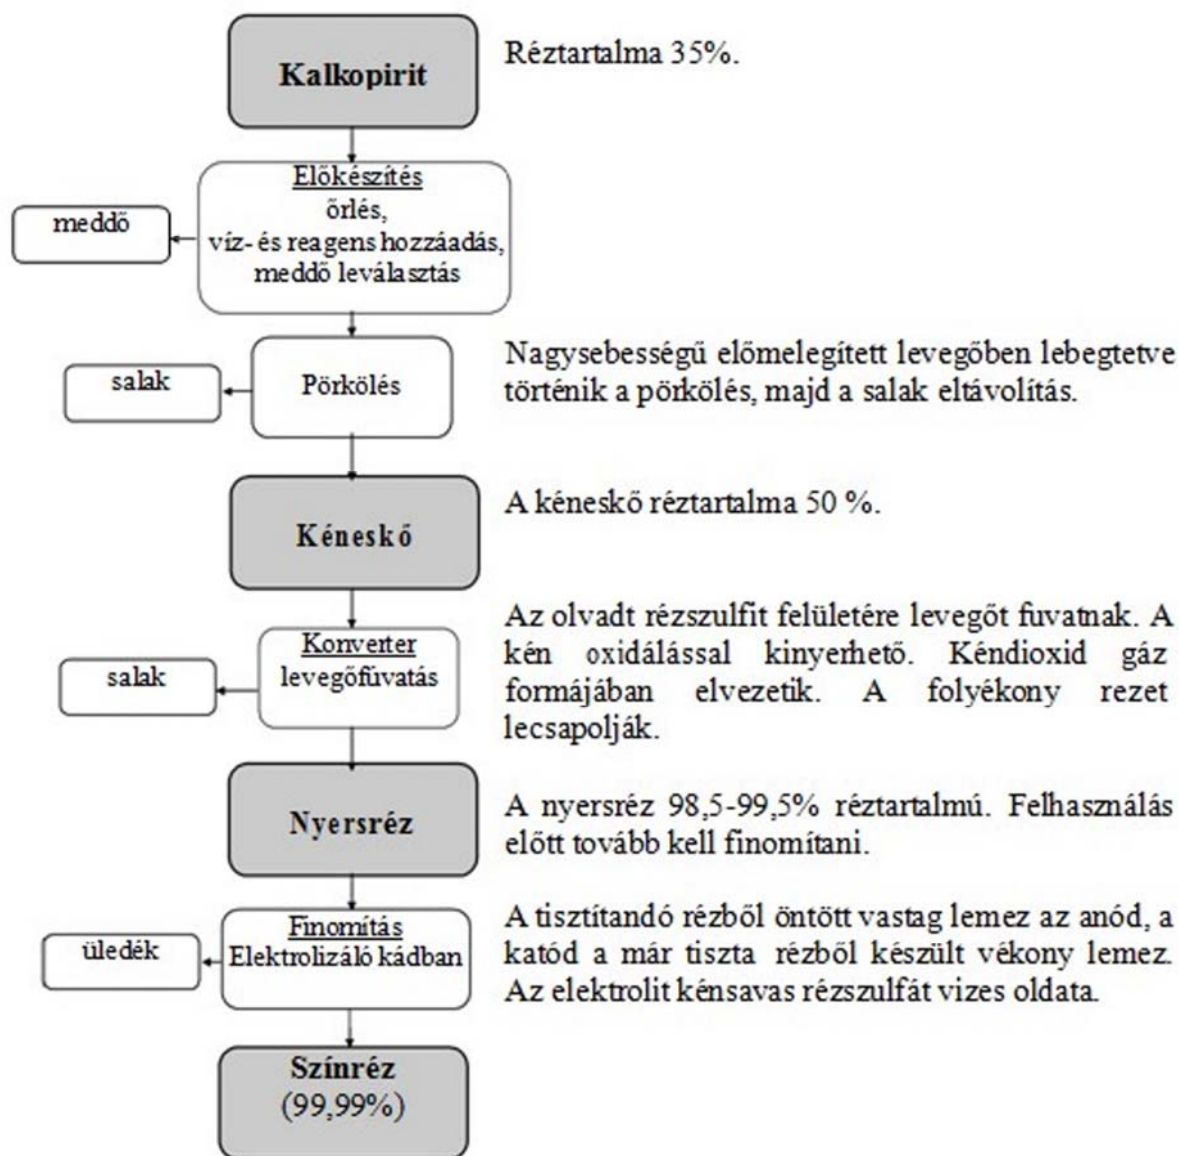 Kalkopirit
Réztartalma 35%.
Előkészítés
őrlés,
víz- és reagens hozzáadás,
meddő leválasztás
meddő
Pörkölés
salak
Nagysebességű előmelegített levegőben lebegtetve
történik a pörkölés, majd a salak eltávolítás.
Kéneskő
A kéneskő réztartalma 50 %.
Konverter
levegőfúvatás
salak
Az olvadt rézszulfit felületére levegőt fuvatnak. A
kén oxidálással kinyerhető. Kéndioxid gáz
formájában elvezetik. A folyékony rezet
lecsapolják.
Nyersréz
A nyersréz 98,5-99,5% réztartalmú. Felhasználás
előtt tovább kell finomítani.
Finomítás
Elektrolizáló kádban
üledék
A tisztítandó rézből öntött vastag lemez az anód, a
katód a már tiszta rézből készült vékony lemez.
Az elektrolit kénsavas rézszulfát vizes oldata.
Színréz
(99,99%)